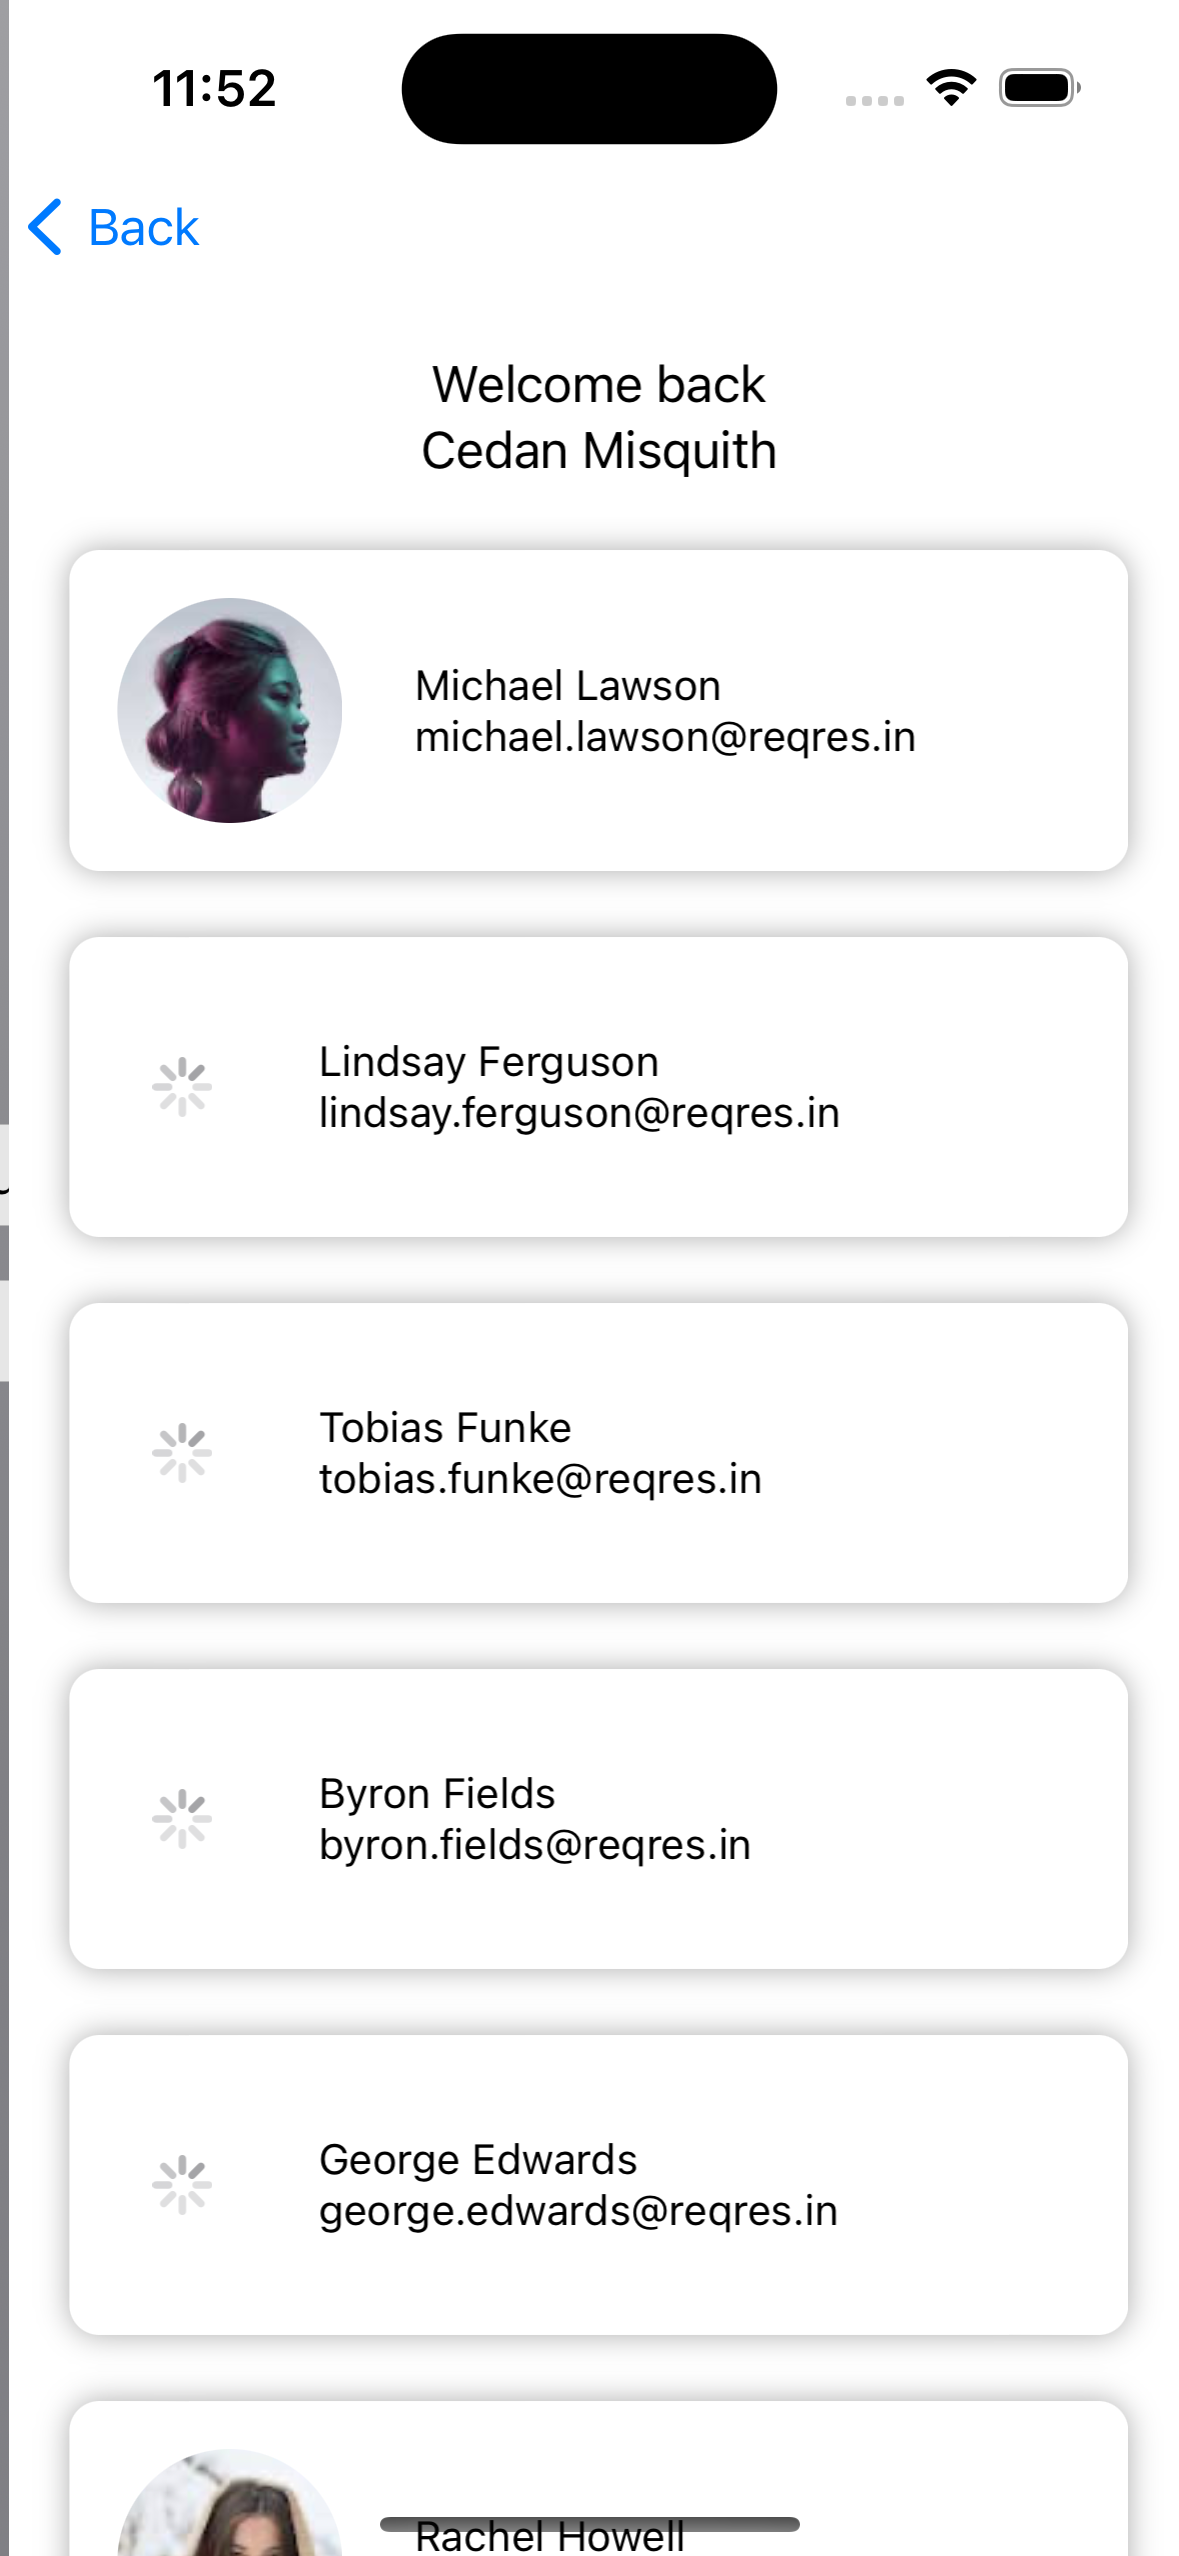 11:52
Back
Welcome back
Cedan Misquith
Michael Lawson
michael.lawson@reqres.in
Lindsay Ferguson
lindsay.ferguson@reqres.in
Tobias Funke
tobias.funke@reqres.in
Byron Fields
byron.fields@reqres.in
George Edwards
george.edwards@reqres.in
Rachel Howell